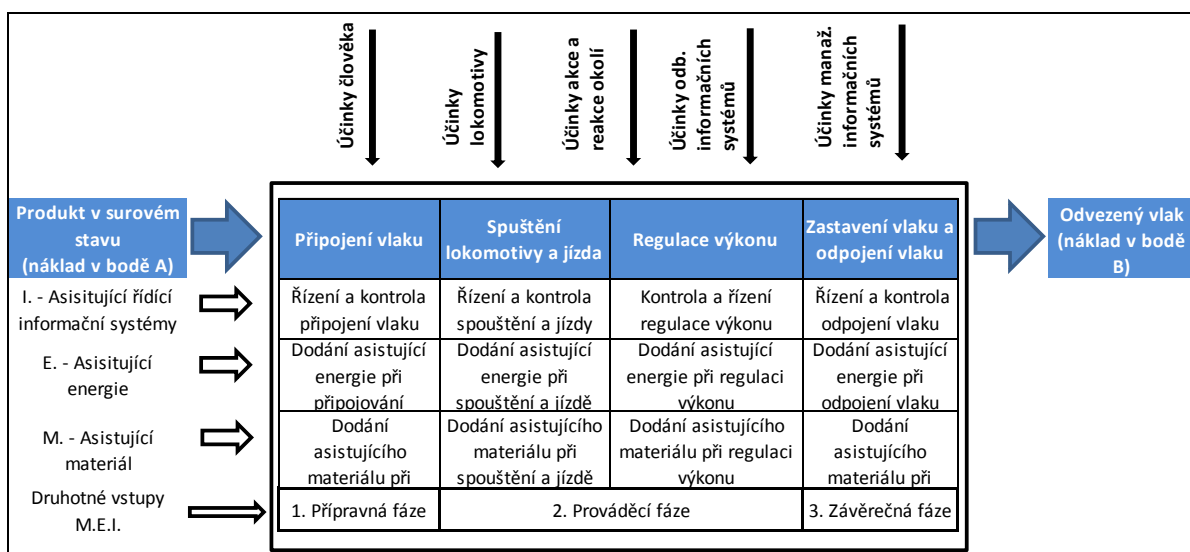 Účinky člověka
Účinky
lokomotivy
Účinky akce a
reakce okolí
Účinky odb.
informačních
systémů
Účinky manaž.
informačních
systémů
Produkt v surovém
stavu
(náklad v bodě A)
Připojení vlaku
Spuštění
lokomotivy a jízda
Regulace výkonu
Zastavení vlaku a
odpojení vlaku
Odvezený vlak
(náklad v bodě
B)
I. - Asisitující řídící
informační systémy
Řízení a kontrola
připojení vlaku
Řízení a kontrola
spouštění a jízdy
Kontrola a řízení
regulace výkonu
Řízení a kontrola
odpojení vlaku
E. - Asisitující
energie
Dodání asistující
energie při
připojování
Dodání asistující
energie při
spouštění a jízdě
Dodání asistující
energie při regulaci
výkonu
Dodání asistující
energie při
odpojení vlaku
M. - Asistující
materiál
Dodání
asistujícího
materiálu při
Dodání asistujícího
materiálu při
spouštění a jízdě
Dodání asistujícího
materiálu při regulaci
výkonu
Dodání
asistujícího
materiálu při
Druhotné vstupy
M.E.I.
1. Přípravná fáze
2. Prováděcí fáze
3. Závěrečná fáze